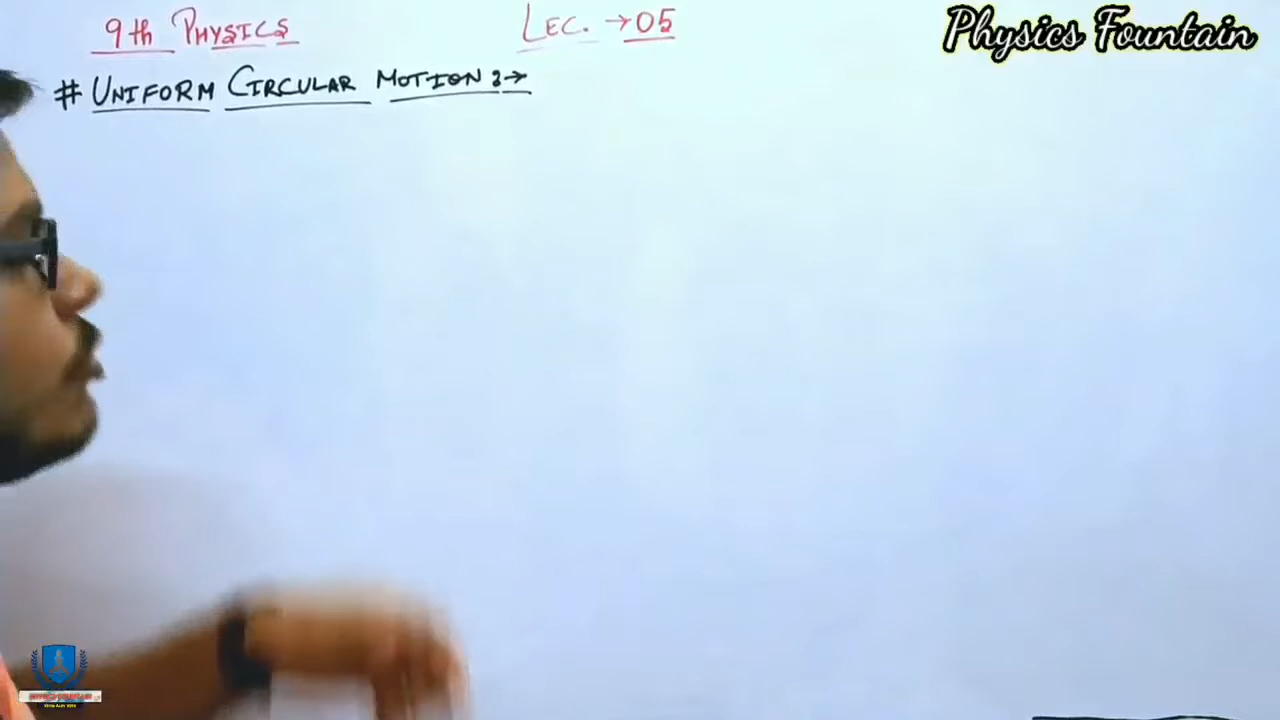 9th PHYSICS LEC. →05 Physics Fountain
# UNIFORM CIRCULAR MOTION :→